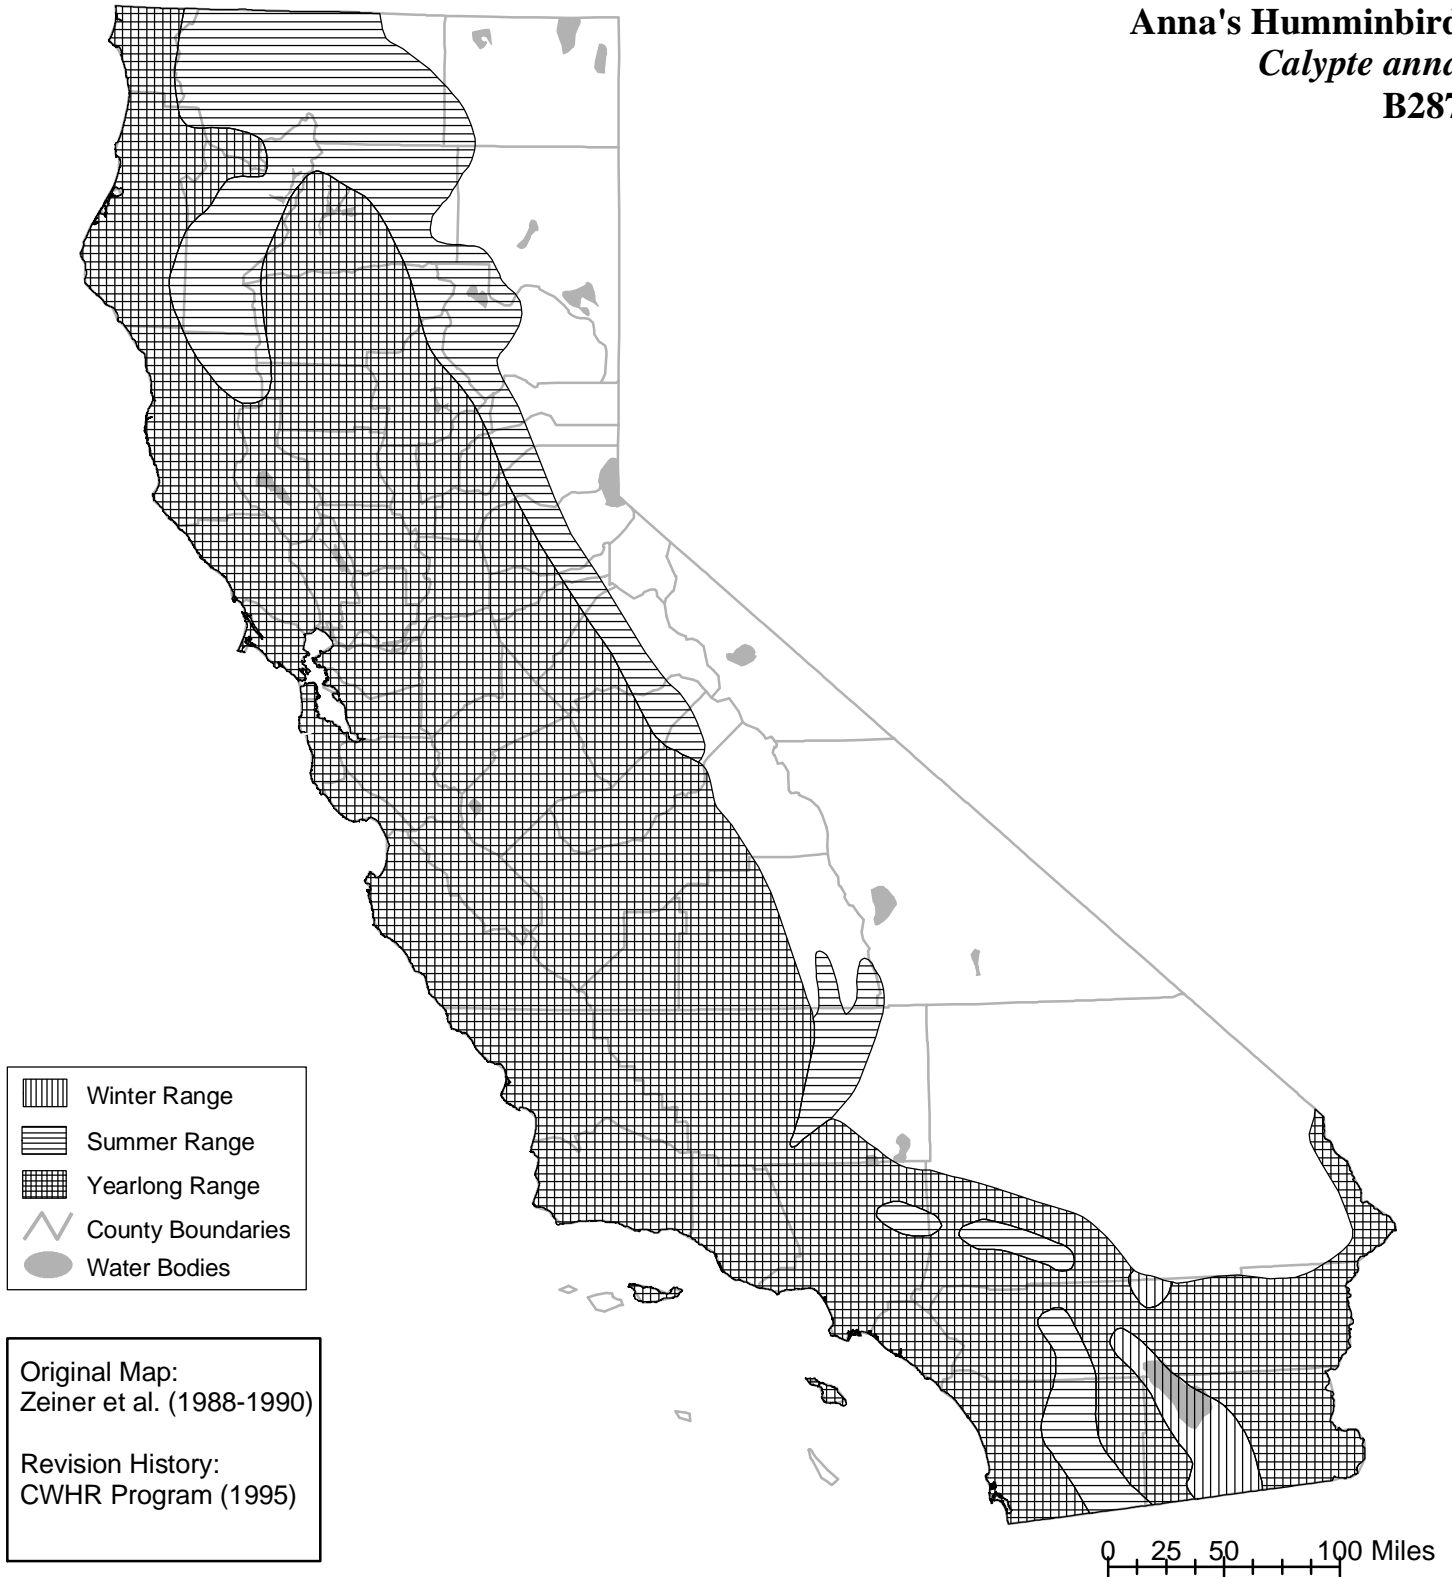 Anna's Humminbird
Calypte anna
B287
Winter Range
Summer Range
Yearlong Range
County Boundaries
Water Bodies
Original Map:
Zeiner et al. (1988-1990)
Revision History:
CWHR Program (1995)
0 25 50 100 Miles